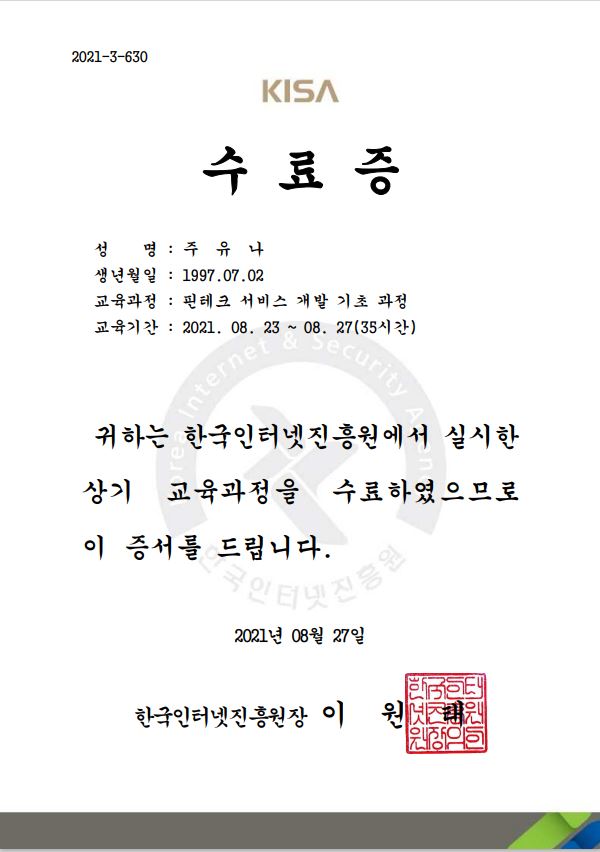 2021-3-630
KISA
수 료 증
성 명 : 주 유 나
생년월일 : 1997.07.02
교육과정 : 핀테크 서비스 개발 기초 과정
교육기간 : 2021. 08. 23 ~ 08. 27(35시간)
Korea Internet & Security Agen
귀하는 한국인터넷진흥원에서 실시한
상기 교육과정을 수료하였으므로
이 증서를 드립니다.
한국인터넷진흥원
2021년 08월 27일
한국인터넷진흥원장 이 원 태